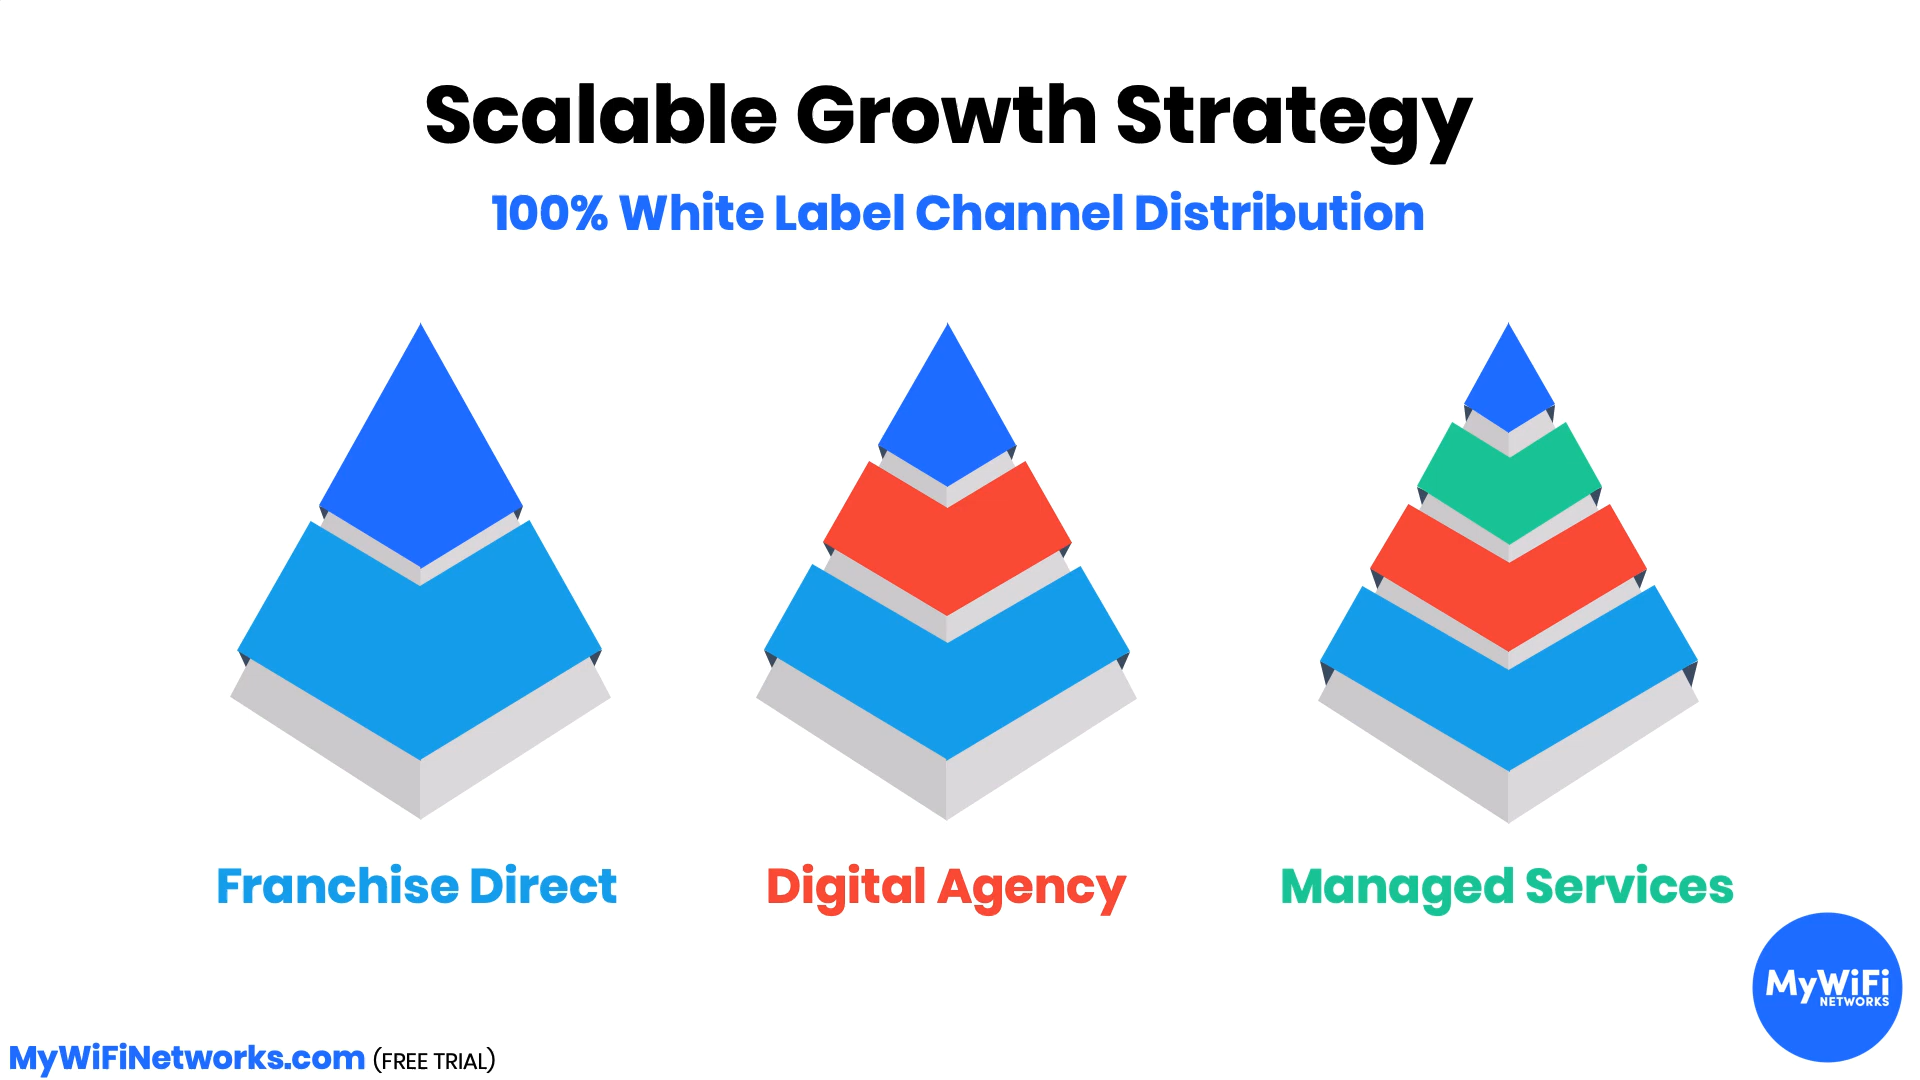 Scalable Growth Strategy
100% White Label Channel Distribution
Franchise Direct
Digital Agency
Managed Services
MyWiFi
NETWORKS
MyWiFiNetworks.com (FREE TRIAL)